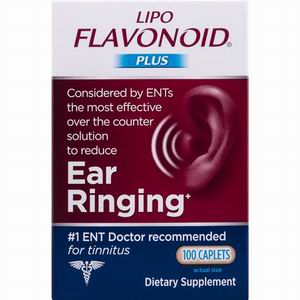 LIPO
FLAVONOID®
PLUS
Considered by ENTs
the most effective
over the counter
solution
to reduce
Ear
Ringing+
#1 ENT Doctor recommended
for tinnitus
100 CAPLETS
actual size
Dietary Supplement